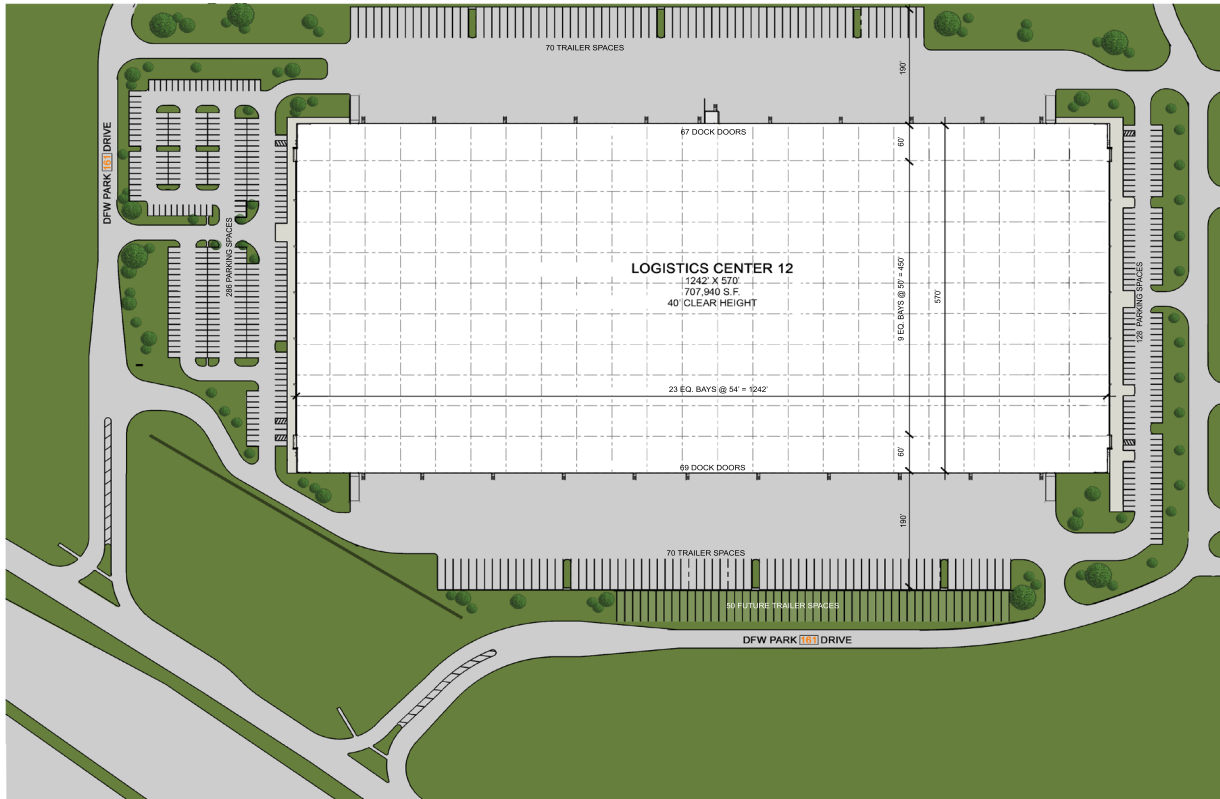 70 TRAILER SPACES
190'
67 DOCK DOORS
60'
DFW PARK 161 DRIVE
286 PARKING SPACES
LOGISTICS CENTER 12
1242' X 570'
707,940 S.F.
40' CLEAR HEIGHT
9 EQ. BAYS @ 50' = 450'
570'
128 PARKING SPACES
23 EQ. BAYS @ 54' = 1242'
60'
69 DOCK DOORS
190'
70 TRAILER SPACES
50 FUTURE TRAILER SPACES
DFW PARK 161 DRIVE